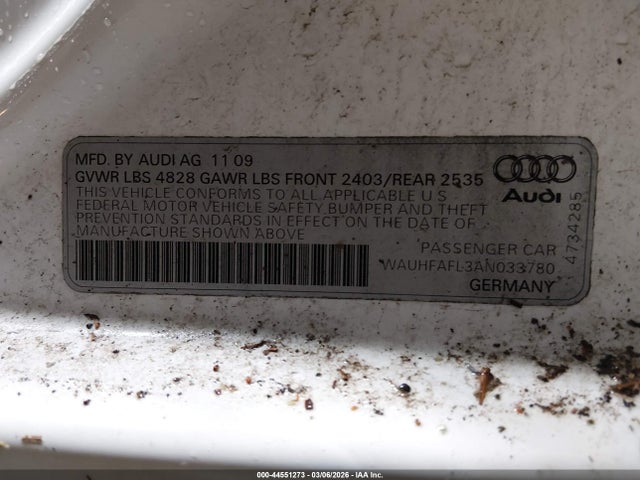 MFD. BY AUDI AG 11 09
GVWR LBS 4828 GAWR LBS FRONT 2403/REAR 2535
THIS VEHICLE CONFORMS TO ALL APPLICABLE U S
FEDERAL MOTOR VEHICLE SAFETY, BUMPER AND THEFT
PREVENTION STANDARDS IN EFFECT ON THE DATE OF
MANUFACTURE SHOWN ABOVE
PASSENGER CAR
WAUHFAFL3AN033780
GERMANY
Audi
4734285
000-44551273 - 03/06/2026 - IAA Inc.